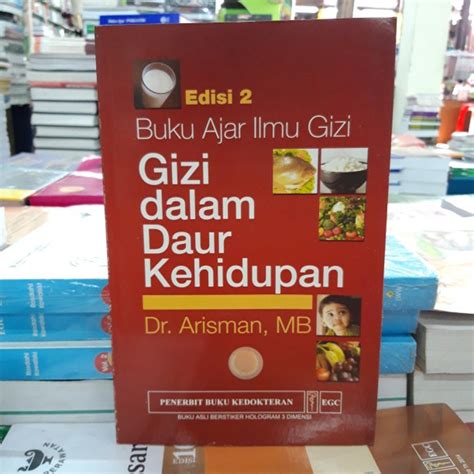 Edisi 2
Buku Ajar Ilmu Gizi
Gizi
dalam
Daur
Kehidupan
Dr. Arisman, MB
PENERBIT BUKU KEDOKTERAN
EGC
BUKU ASLI BERSTIKER HOLOGRAM 3 DIMENSI
EDISI